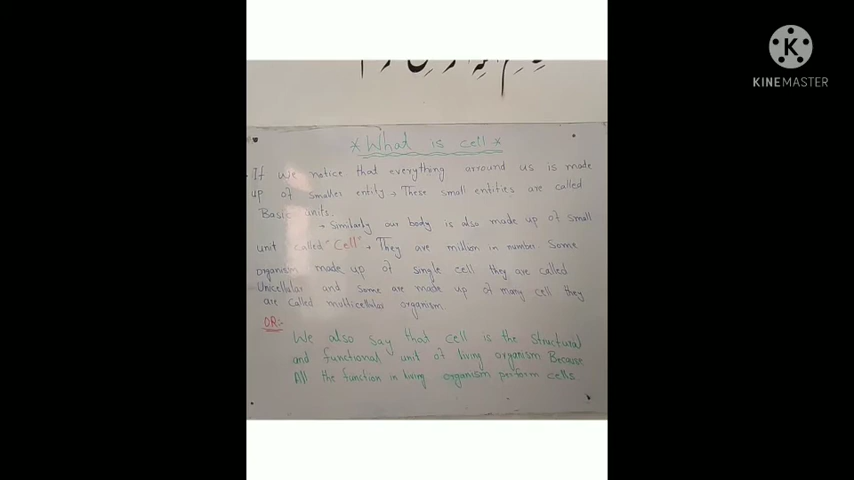 KINEMASTER
* What is cell *
If we notice that everything arround us is made
up of smaller entity → These small entities are called
Basic units.
→ Similarly our body is also made up of small
unit called "Cell" → They are million in number. Some
organism made up of single cell they are called
Unicellular and some are made up of many cell they
are called multicellular organism.
OR:-
We also say that cell is the structural
and functional unit of living organism Because
All the function in living organism perform cells